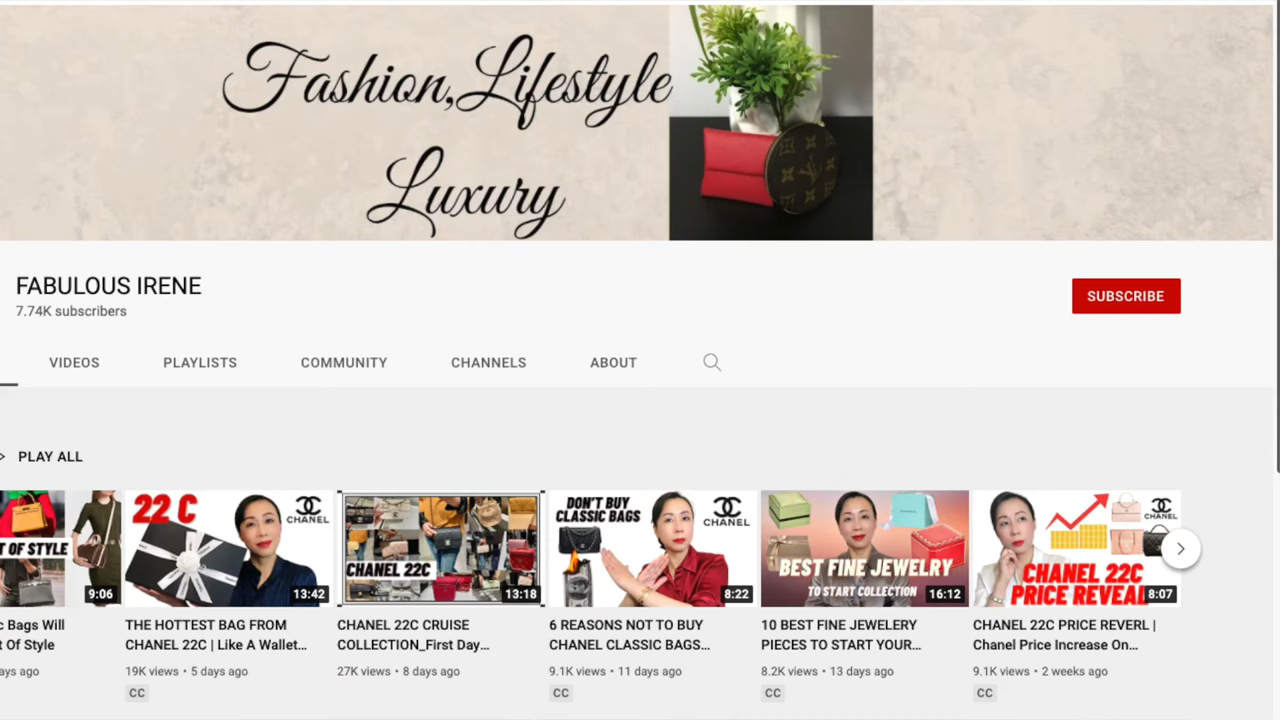 Fashion,Lifestyle
Luxury
FABULOUS IRENE
7.74K subscribers
SUBSCRIBE
VIDEOS
PLAYLISTS
COMMUNITY
CHANNELS
ABOUT
PLAY ALL
T OF STYLE
9:06
22 C
CHANEL
13:42
CHANEL 22C
13:18
DON'T BUY
CLASSIC BAGS
CHANEL
8:22
BEST FINE JEWELRY
TO START COLLECTION
16:12
CHANEL
CHANEL 22C
PRICE REVEAL
8:07
c Bags Will
t Of Style
ays ago
THE HOTTEST BAG FROM
CHANEL 22C | Like A Wallet...
19K views • 5 days ago
CC
CHANEL 22C CRUISE
COLLECTION_First Day...
27K views • 8 days ago
6 REASONS NOT TO BUY
CHANEL CLASSIC BAGS...
9.1K views • 11 days ago
CC
10 BEST FINE JEWELERY
PIECES TO START YOUR...
8.2K views • 13 days ago
CC
CHANEL 22C PRICE REVERL |
Chanel Price Increase On...
9.1K views • 2 weeks ago
CC